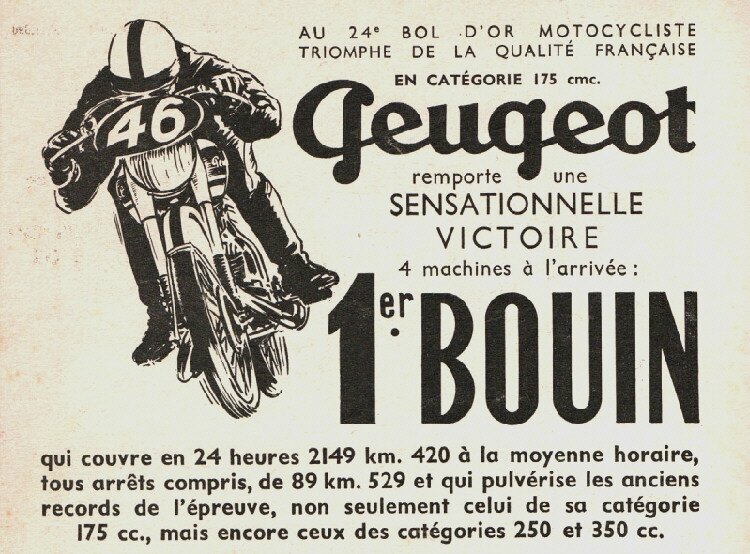 AU 24e BOL D'OR MOTOCYCLISTE
TRIOMPHE DE LA QUALITÉ FRANÇAISE
EN CATÉGORIE 175 cmc.
Peugeot
remporte une
SENSATIONNELLE
VICTOIRE
4 machines à l'arrivée :
1er BOUIN
46
qui couvre en 24 heures 2149 km. 420 à la moyenne horaire,
tous arrêts compris, de 89 km. 529 et qui pulvérise les anciens
records de l'épreuve, non seulement celui de sa catégorie
175 cc., mais encore ceux des catégories 250 et 350 cc.